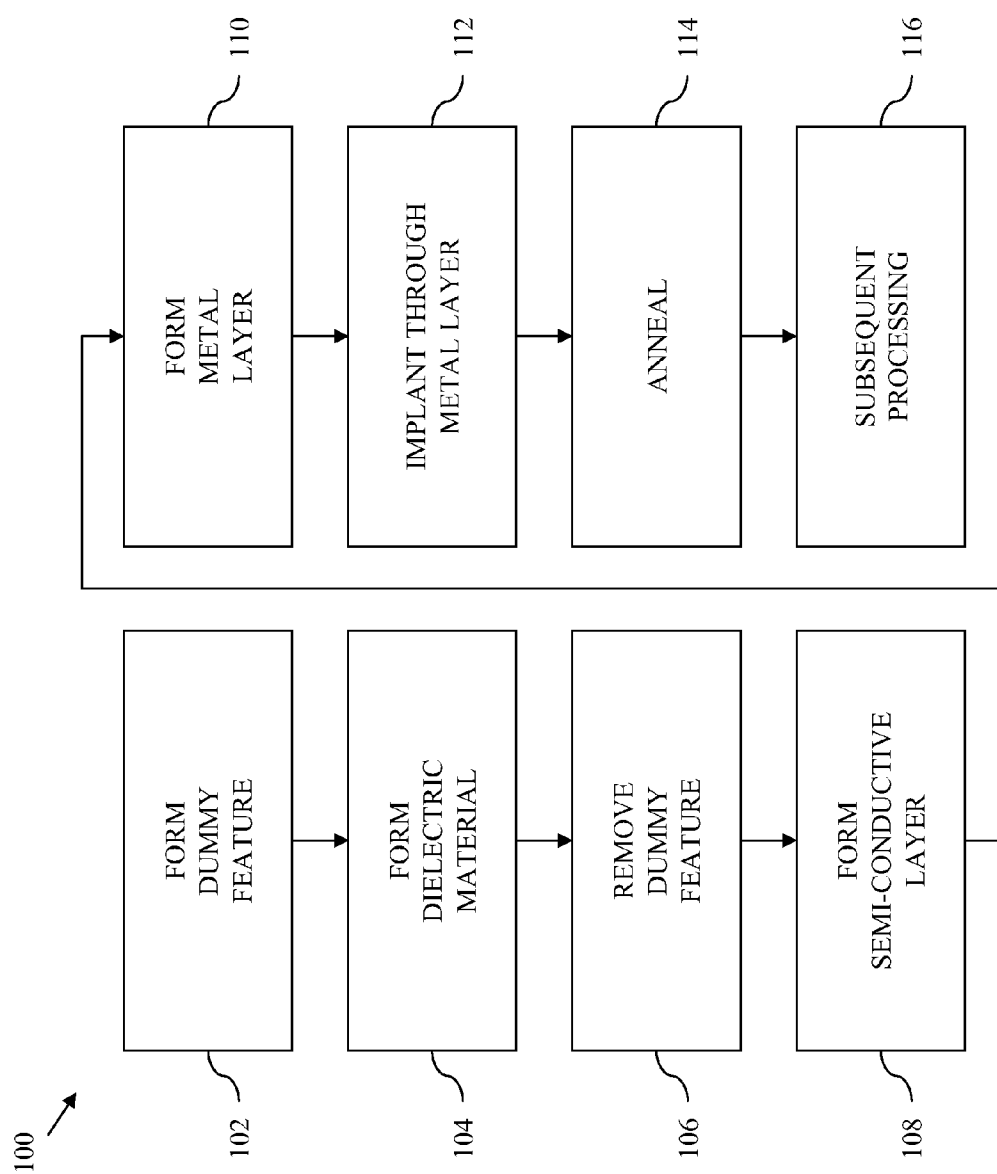 100
102
FORM
DUMMY
FEATURE
104
FORM
DIELECTRIC
MATERIAL
106
REMOVE
DUMMY
FEATURE
108
FORM
SEMI-CONDUCTIVE
LAYER
110
FORM
METAL
LAYER
112
IMPLANT THROUGH
METAL LAYER
114
ANNEAL
116
SUBSEQUENT
PROCESSING